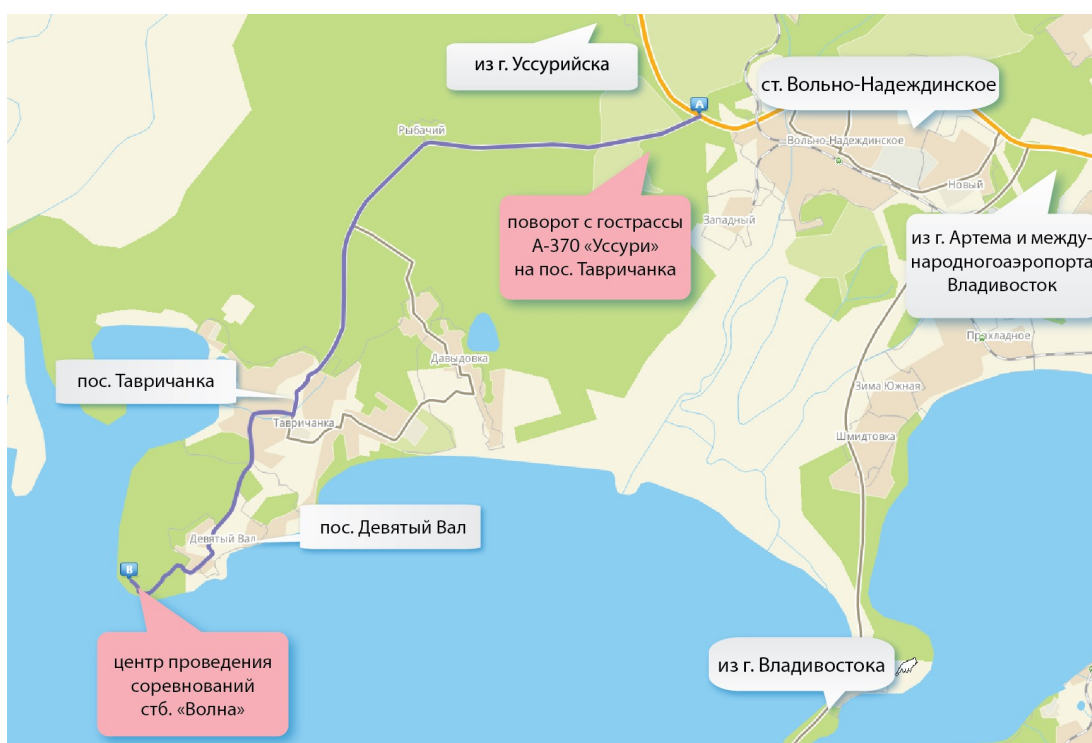 из г. Уссурийска
ст. Вольно-Надеждинское
A
Рыбачий
Вольно-Надеждинское
Новый
поворот с гострассы
А-370 «Уссури»
на пос. Тавричанка
Западный
из г. Артема и между-
народногоаэропорта
Владивосток
Прохладное
Давыдовка
пос. Тавричанка
Зима Южная
Тавричанка
Шмидтовка
пос. Девятый Вал
Девятый Вал
B
центр проведения
соревнований
стб. «Волна»
из г. Владивостока